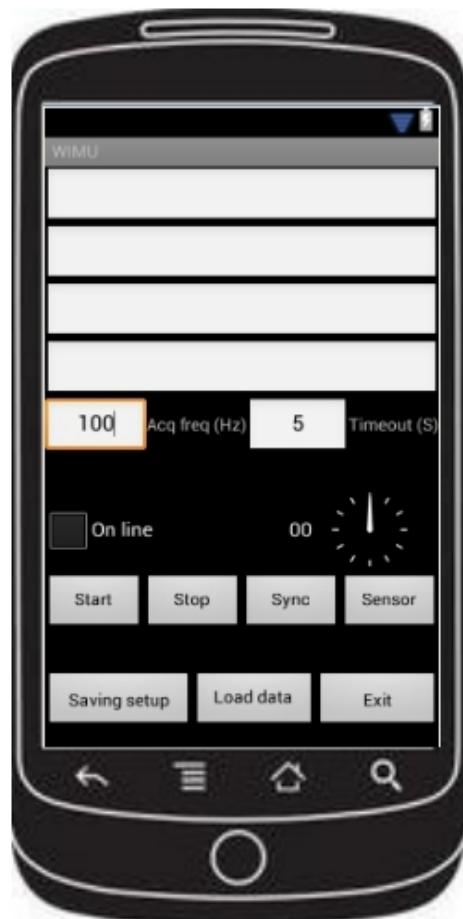 WIMU
100 Acq freq (Hz) 5 Timeout (S)
On line 00
Start Stop Sync Sensor
Saving setup Load data Exit